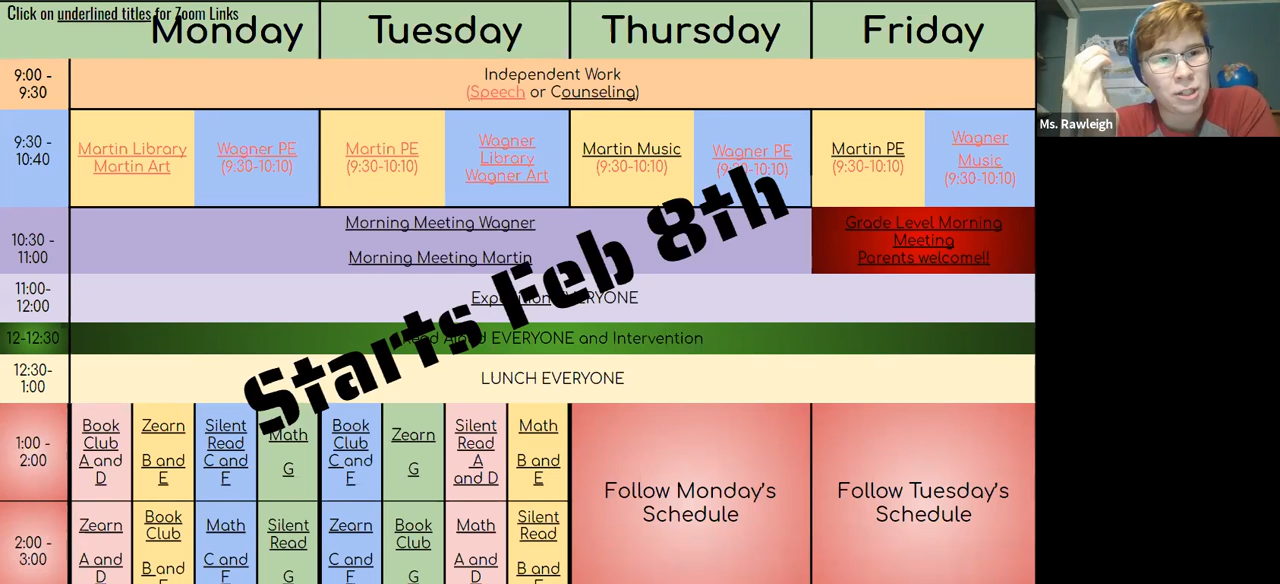 Click on underlined titles for Zoom Links
Monday
Tuesday
Thursday
Friday
Ms. Rawleigh
9:00 -
9:30
Independent Work
(Speech or Counseling)
9:30 -
10:40
Martin Library
Martin Art
Wagner PE
(9:30-10:10)
Martin PE
(9:30-10:10)
Wagner
Library
Wagner Art
Martin Music
(9:30-10:10)
Wagner PE
(9:30-10:10)
Martin PE
(9:30-10:10)
Wagner
Music
(9:30-10:10)
10:30 -
11:00
Morning Meeting Wagner
Morning Meeting Martin
Grade Level Morning
Meeting
Parents welcome!!
Starts Feb 8th
11:00-
12:00
EVERYONE
12-12:30
Read Aloud EVERYONE and Intervention
12:30-
1:00
LUNCH EVERYONE
1:00 -
2:00
Book
Club
A and
D
Zearn
B and
E
Silent
Read
C and
E
Math
G
Book
Club
C and
E
Zearn
G
Silent
Read
A
and D
Math
B and
E
Follow Monday's
Schedule
Follow Tuesday's
Schedule
2:00 -
3:00
Zearn
A and
D
Book
Club
B and
E
Math
C and
E
Silent
Read
G
Zearn
C and
E
Book
Club
G
Math
A and
D
Silent
Read
B and
E